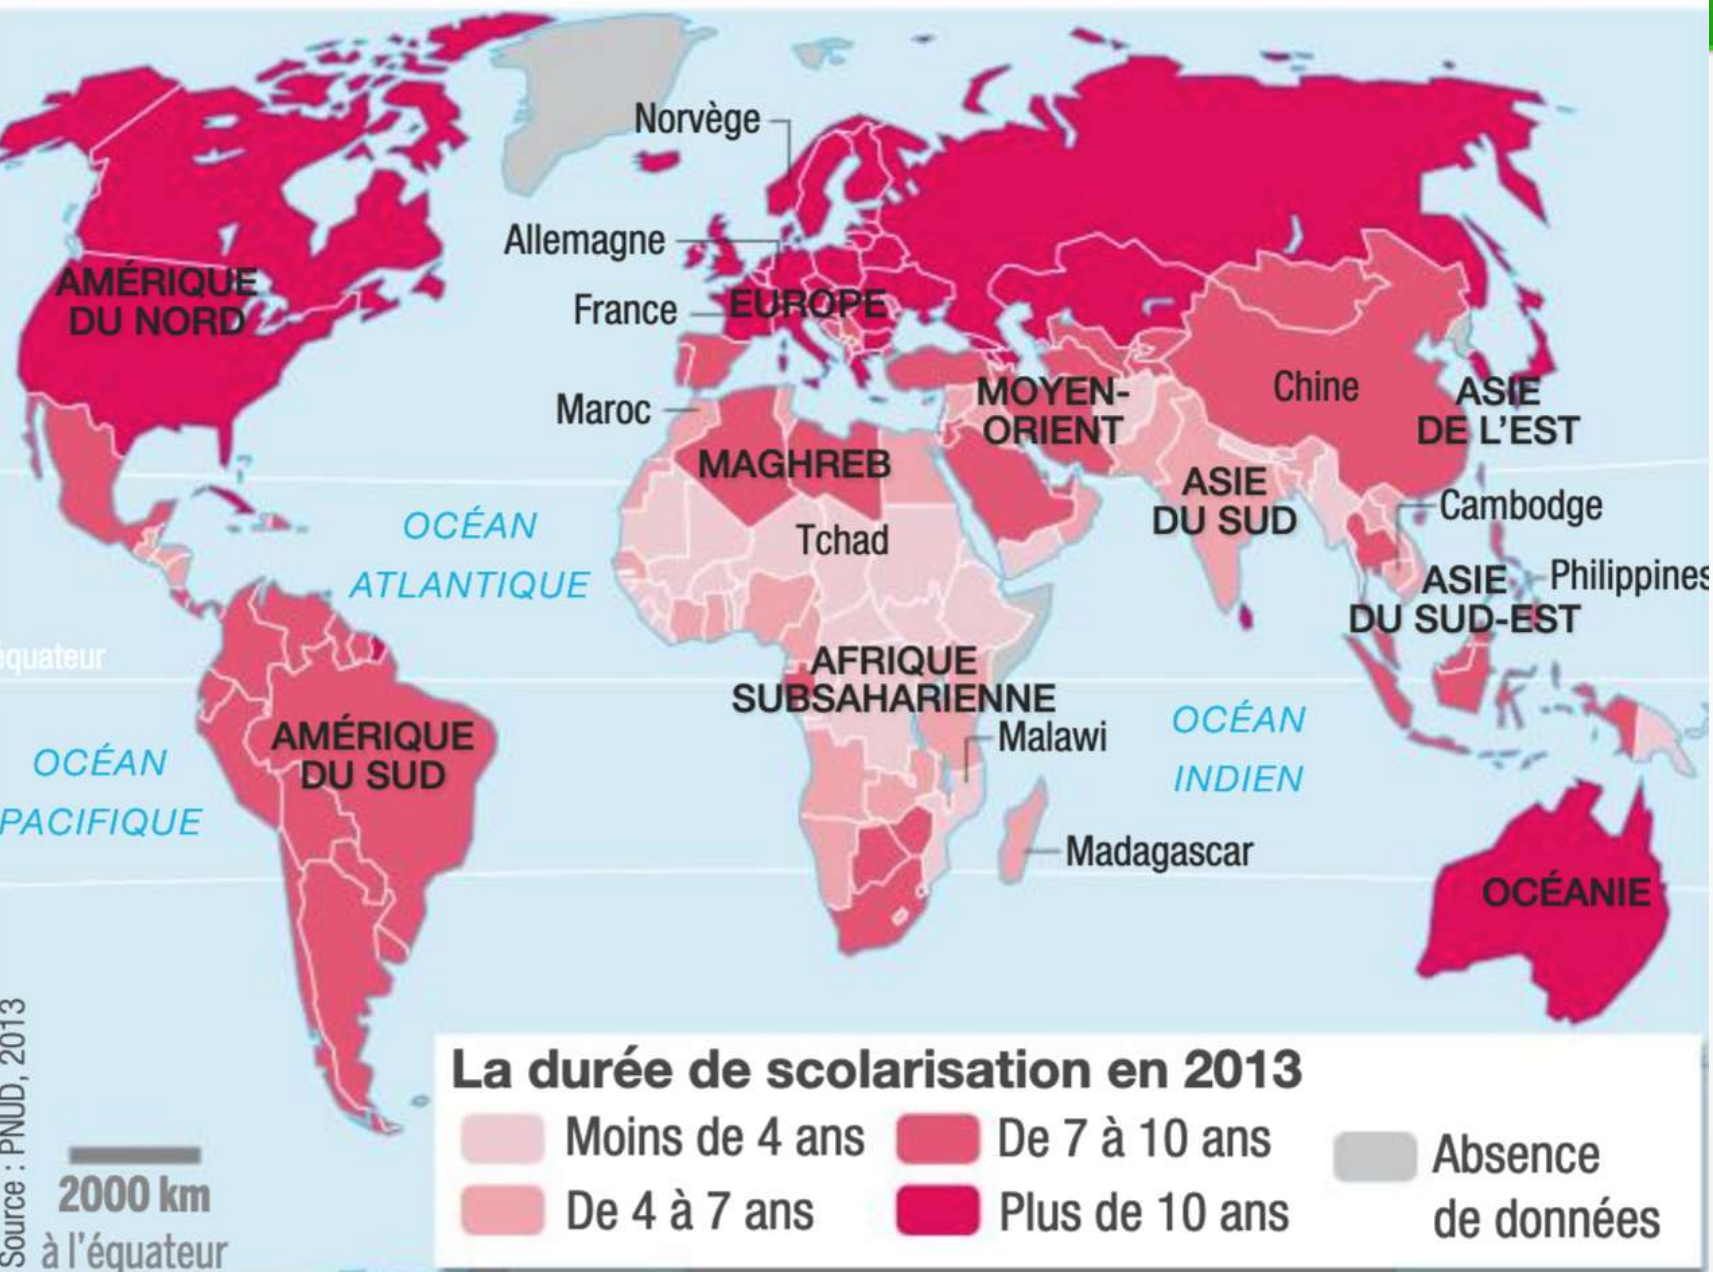 Norvège
Allemagne
AMÉRIQUE
DU NORD
EUROPE
France
Maroc
MOYEN-
ORIENT
Chine
ASIE
DE L'EST
MAGHREB
ASIE
DU SUD
Cambodge
OCÉAN
ATLANTIQUE
Tchad
ASIE
DU SUD-EST
Philippines
équateur
AFRIQUE
SUBSAHARIENNE
Malawi
OCÉAN
INDIEN
AMÉRIQUE
DU SUD
OCÉAN
PACIFIQUE
Madagascar
OCÉANIE
La durée de scolarisation en 2013
Moins de 4 ans
De 4 à 7 ans
De 7 à 10 ans
Plus de 10 ans
Absence
de données
2000 km
à l'équateur
Source : PNUD, 2013